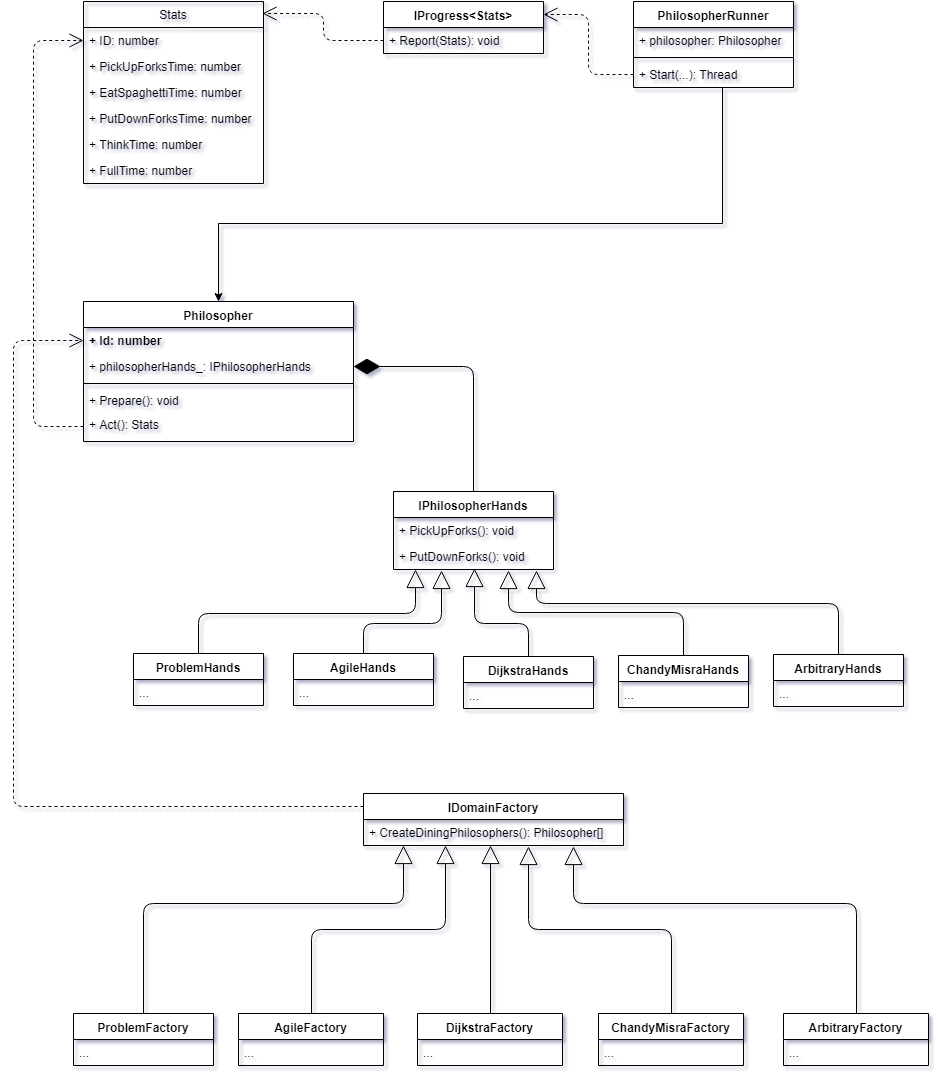 Stats
+ ID: number
+ PickUpForksTime: number
+ EatSpaghettiTime: number
+ PutDownForksTime: number
+ ThinkTime: number
+ FullTime: number
IProgress<Stats>
+ Report(Stats): void
PhilosopherRunner
+ philosopher: Philosopher
+ Start(...): Thread
Philosopher
+ Id: number
+ philosopherHands_: IPhilosopherHands
+ Prepare(): void
+ Act(): Stats
IPhilosopherHands
+ PickUpForks(): void
+ PutDownForks(): void
ProblemHands
...
AgileHands
...
DijkstraHands
...
ChandyMisraHands
...
ArbitraryHands
...
IDomainFactory
+ CreateDiningPhilosophers(): Philosopher[]
ProblemFactory
...
AgileFactory
...
DijkstraFactory
...
ChandyMisraFactory
...
ArbitraryFactory
...